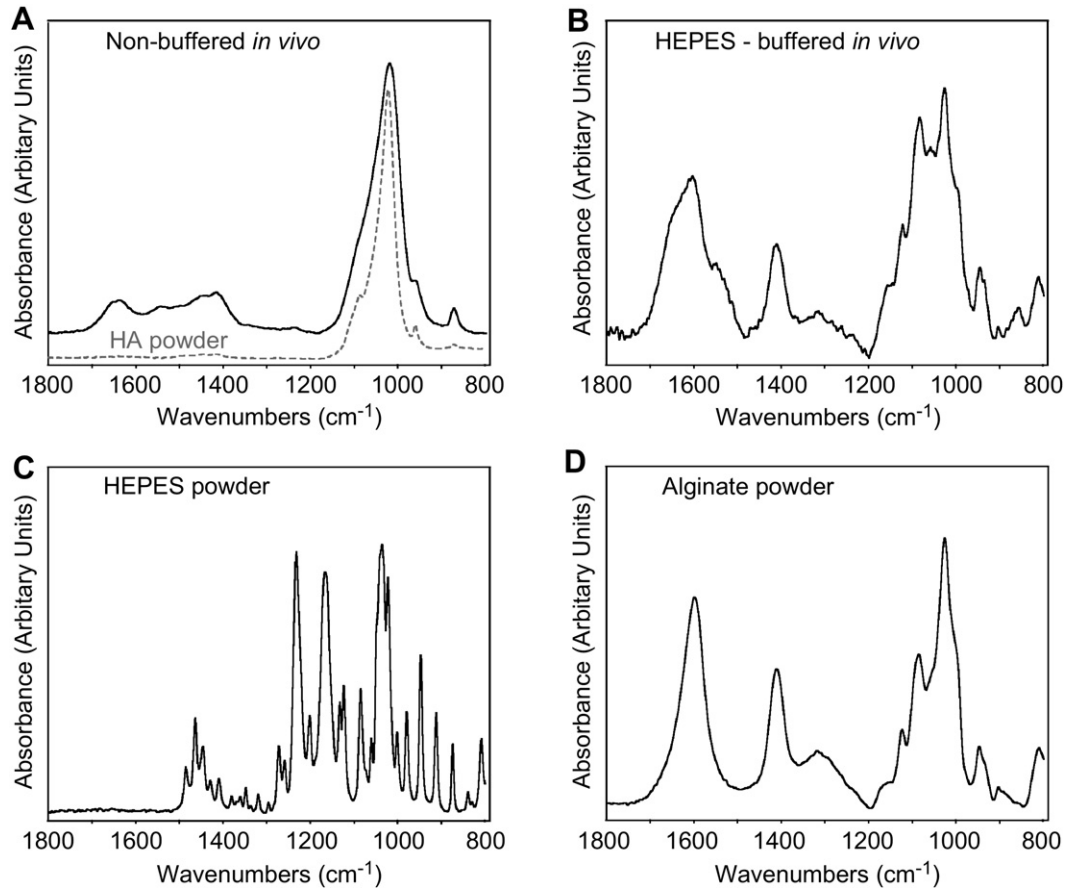 A
Non-buffered in vivo
HA powder
Absorbance (Arbitary Units)
1800 1600 1400 1200 1000 800
Wavenumbers (cm-1)
B
HEPES - buffered in vivo
Absorbance (Arbitary Units)
1800 1600 1400 1200 1000 800
Wavenumbers (cm-1)
C
HEPES powder
Absorbance (Arbitary Units)
1800 1600 1400 1200 1000 800
Wavenumbers (cm-1)
D
Alginate powder
Absorbance (Arbitary Units)
1800 1600 1400 1200 1000 800
Wavenumbers (cm-1)